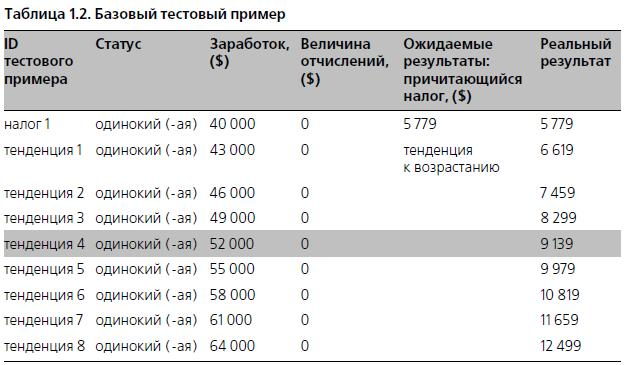 Таблица 1.2. Базовый тестовый пример
ID тестового примера Статус Заработок, ($) Величина отчислений, ($) Ожидаемые результаты: причитающийся налог, ($) Реальный результат
налог 1 одинокий (-ая) 40 000 0 5 779 5 779
тенденция 1 одинокий (-ая) 43 000 0 тенденция к возрастанию 6 619
тенденция 2 одинокий (-ая) 46 000 0 7 459
тенденция 3 одинокий (-ая) 49 000 0 8 299
тенденция 4 одинокий (-ая) 52 000 0 9 139
тенденция 5 одинокий (-ая) 55 000 0 9 979
тенденция 6 одинокий (-ая) 58 000 0 10 819
тенденция 7 одинокий (-ая) 61 000 0 11 659
тенденция 8 одинокий (-ая) 64 000 0 12 499